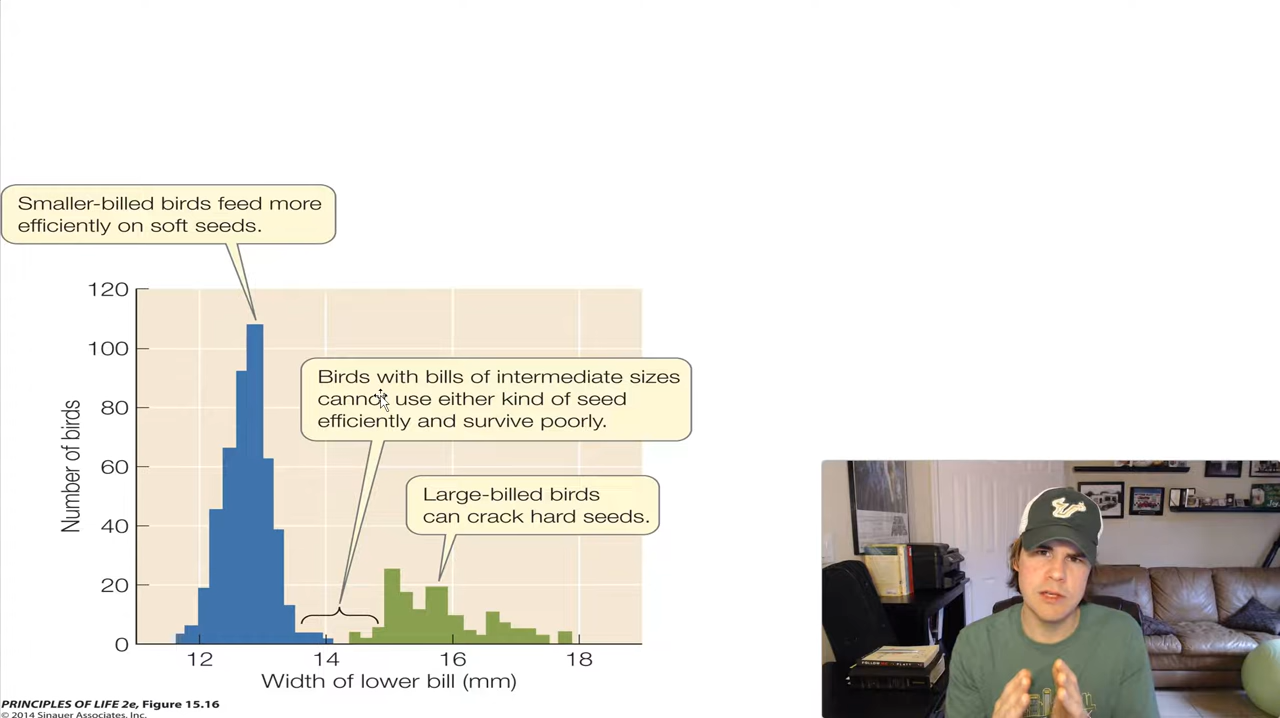 Smaller-billed birds feed more
efficiently on soft seeds.
120
100
80
60
40
20
0
Number of birds
Birds with bills of intermediate sizes
cannot use either kind of seed
efficiently and survive poorly.
Large-billed birds
can crack hard seeds.
12 14 16 18
Width of lower bill (mm)
PRINCIPLES OF LIFE 2e, Figure 15.16
© 2014 Sinauer Associates, Inc.